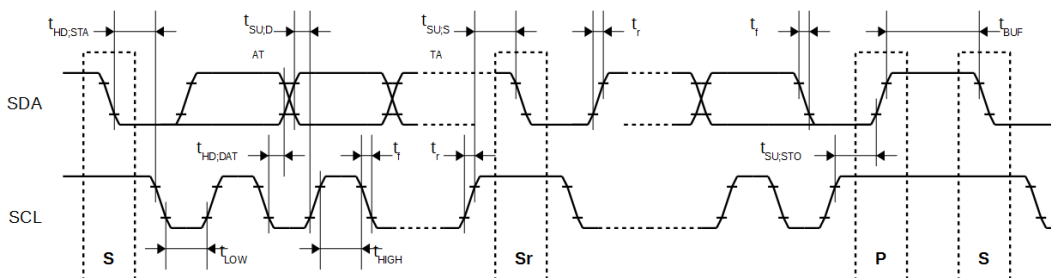 tHD;STA
tSU;D
AT
tSU;S
TA
tr
tf
tBUF
SDA
tHD;DAT
tf
tr
tSU;STO
SCL
tLOW
tHIGH
S
Sr
P
S